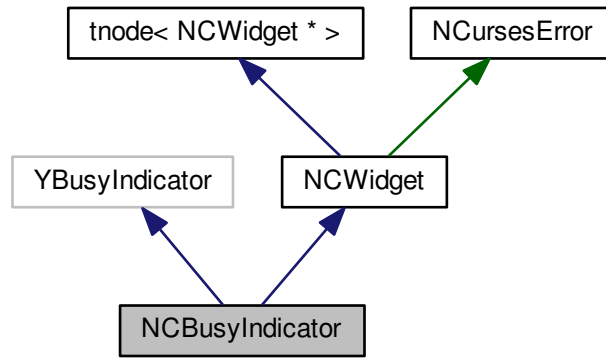 tnode< NCWidget * >
NCursesError
YBusyIndicator
NCWidget
NCBusyIndicator